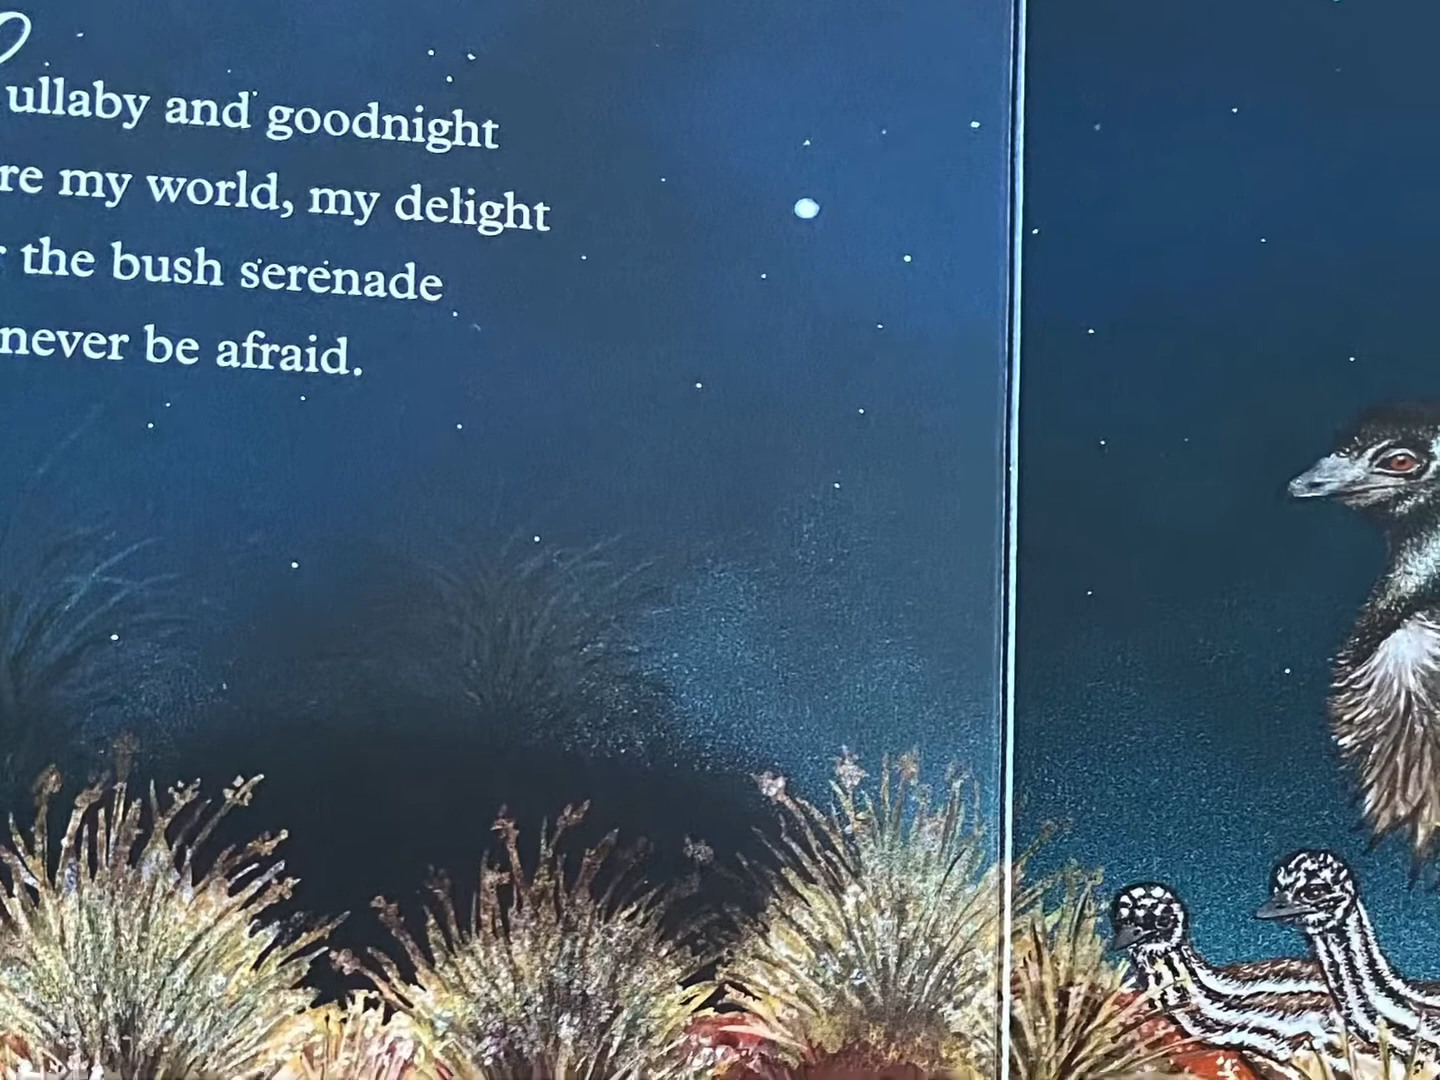 ullaby and goodnight
re my world, my delight
the bush serenade
never be afraid.